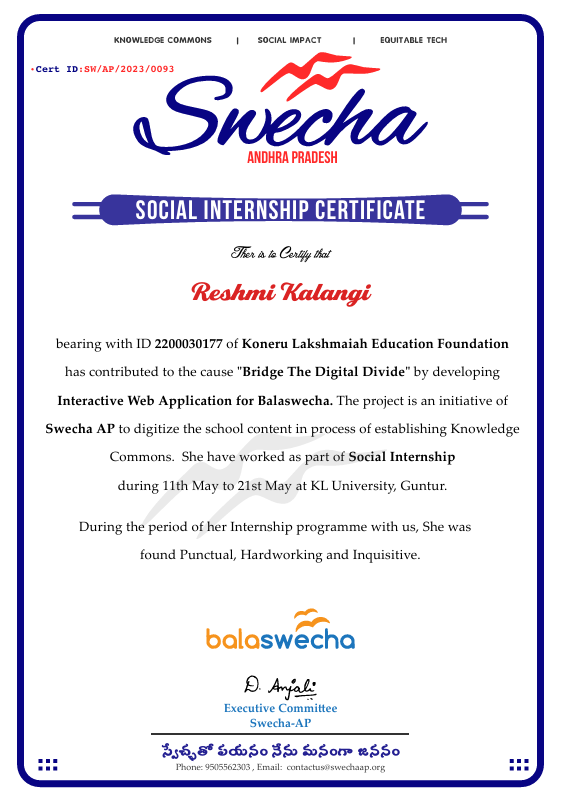 KNOWLEDGE COMMONS | SOCIAL IMPACT | EQUITABLE TECH
•Cert ID:SW/AP/2023/0093
Swecha
ANDHRA PRADESH
SOCIAL INTERNSHIP CERTIFICATE
Ther is to Certify that
Reshmi Kalangi
bearing with ID 2200030177 of Koneru Lakshmaiah Education Foundation
has contributed to the cause "Bridge The Digital Divide" by developing
Interactive Web Application for Balaswecha. The project is an initiative of
Swecha AP to digitize the school content in process of establishing Knowledge
Commons. She have worked as part of Social Internship
during 11th May to 21st May at KL University, Guntur.
During the period of her Internship programme with us, She was
found Punctual, Hardworking and Inquisitive.
balaswecha
D. Anjali
Executive Committee
Swecha-AP
స్వేచ్ఛతో పయనం నేను మనంగా జననం
Phone: 9505562303 , Email: contactus@swechaap.org